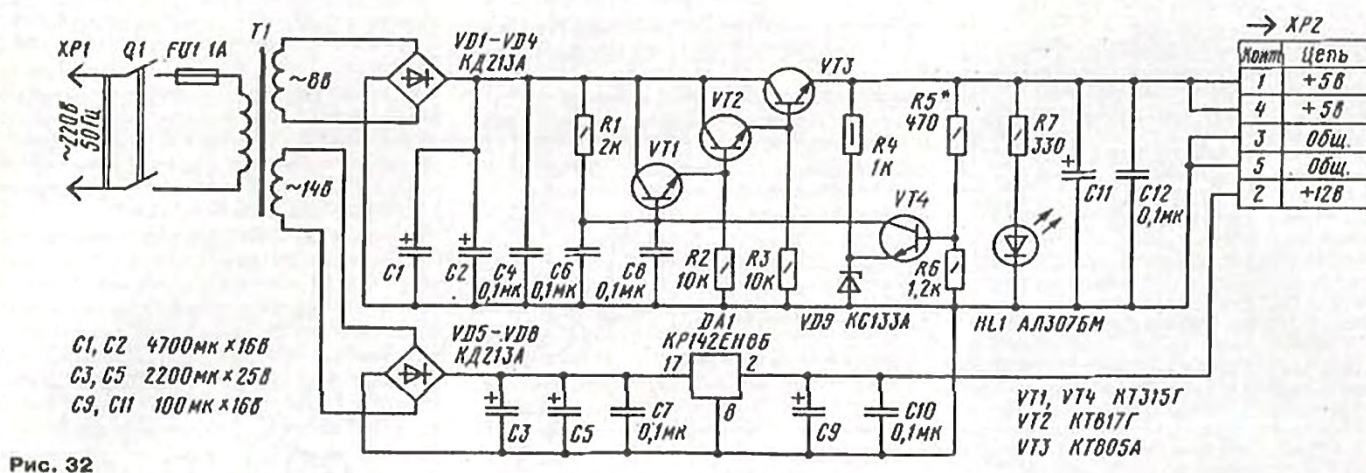 XP1
Q1
FU1 1A
T1
~220В
50Гц
~8В
~14В
VD1-VD4
КД213А
R1
2к
VT1
VT2
VT3
R4
1к
R5*
470
R7
330
VT4
C11
C12
0,1мк
→ XP2
Конт Цепь
1 +5В
4 +5В
3 Общ.
5 Общ.
2 +12В
C1
C2
C4
0,1мк
C6
0,1мк
C8
0,1мк
R2
10к
R3
10к
R6
1,2к
VD9 КС133А
HL1 АЛ307БМ
DA1
КР142ЕН8Б
17
2
8
VD5-VD8
КД213А
C3
C5
C7
0,1мк
C9
C10
0,1мк
C1, C2 4700мк×16В
C3, C5 2200мк×25В
C9, C11 100мк×16В
VT1, VT4 КТ315Г
VT2 КТ817Г
VT3 КТ805А
Рис. 32